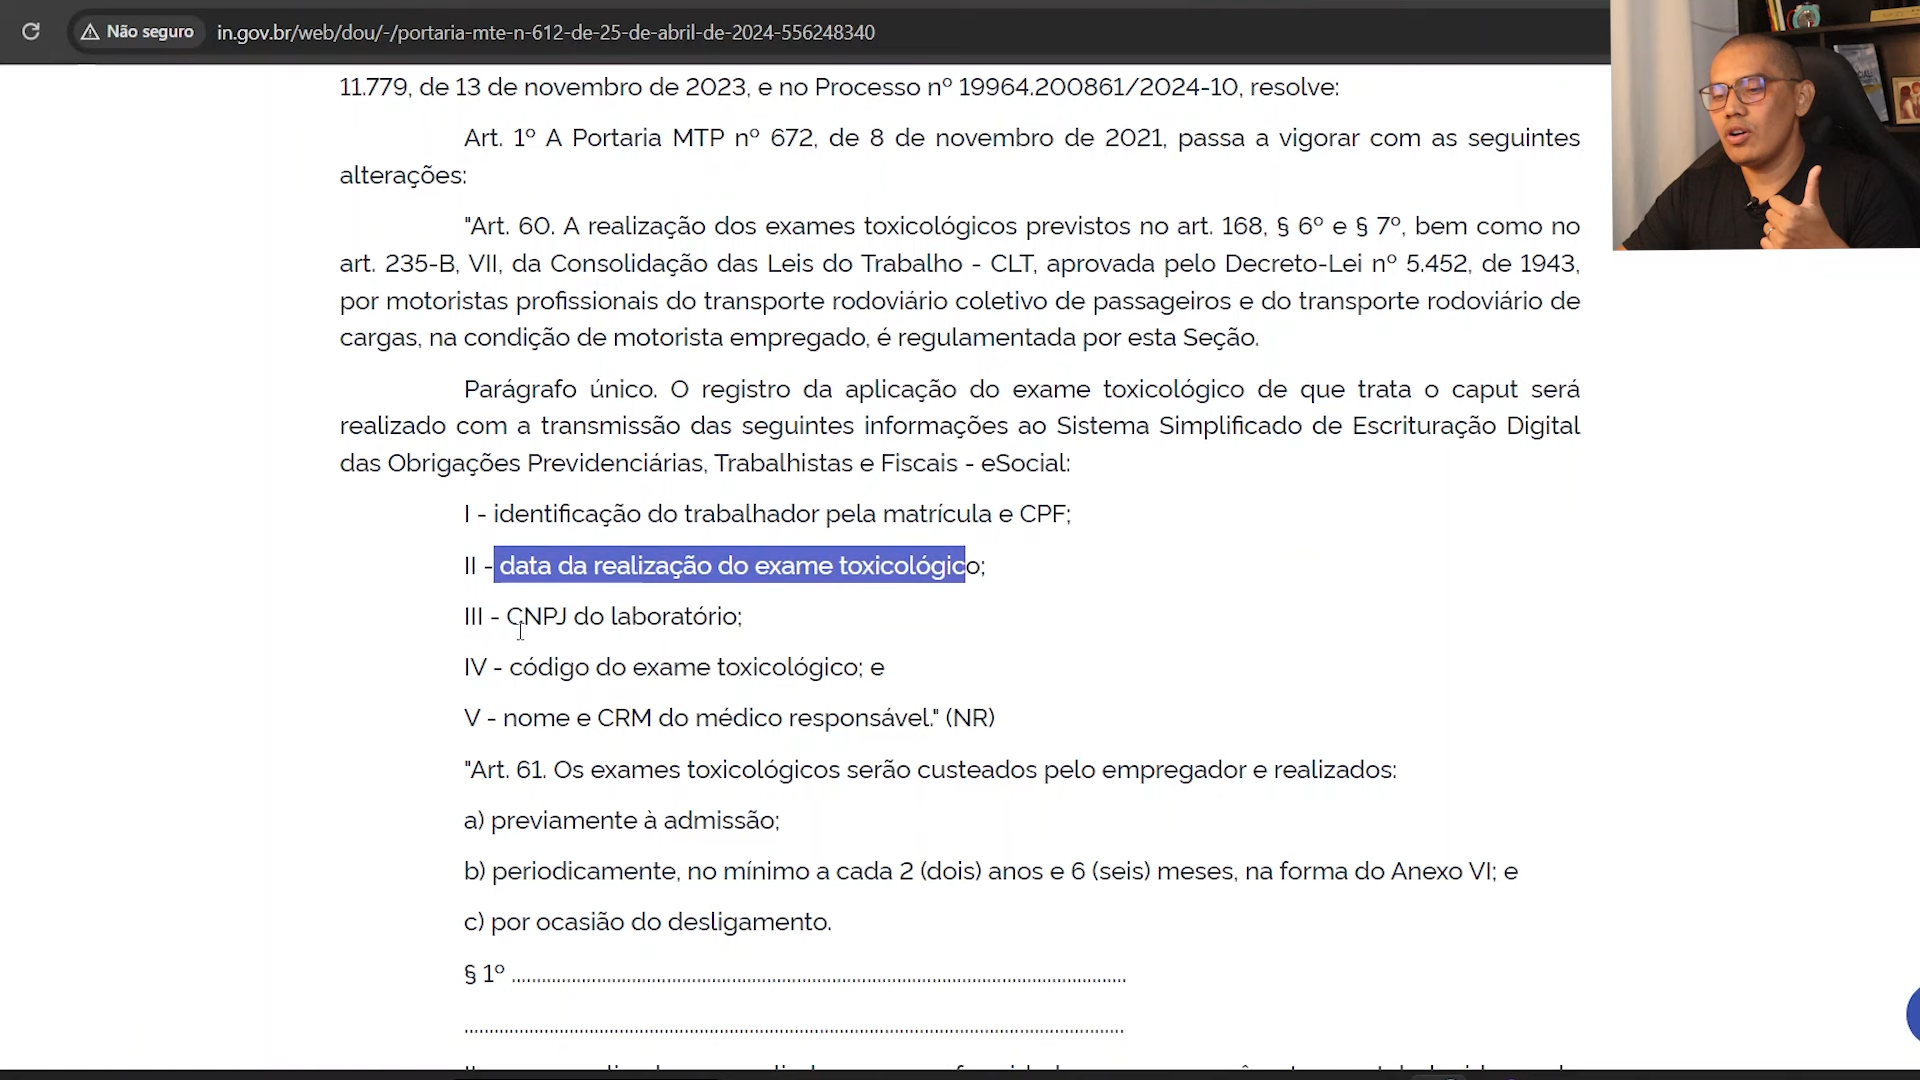 Não seguro in.gov.br/web/dou/-/portaria-mte-n-612-de-25-de-abril-de-2024-556248340
11.779, de 13 de novembro de 2023, e no Processo nº 19964.200861/2024-10, resolve:
Art. 1º A Portaria MTP nº 672, de 8 de novembro de 2021, passa a vigorar com as seguintes
alterações:
"Art. 60. A realização dos exames toxicológicos previstos no art. 168, § 6º e § 7º, bem como no
art. 235-B, VII, da Consolidação das Leis do Trabalho - CLT, aprovada pelo Decreto-Lei nº 5.452, de 1943,
por motoristas profissionais do transporte rodoviário coletivo de passageiros e do transporte rodoviário de
cargas, na condição de motorista empregado, é regulamentada por esta Seção.
Parágrafo único. O registro da aplicação do exame toxicológico de que trata o caput será
realizado com a transmissão das seguintes informações ao Sistema Simplificado de Escrituração Digital
das Obrigações Previdenciárias, Trabalhistas e Fiscais - eSocial:
I - identificação do trabalhador pela matrícula e CPF;
II - data da realização do exame toxicológico;
III - CNPJ do laboratório;
IV - código do exame toxicológico; e
V - nome e CRM do médico responsável." (NR)
"Art. 61. Os exames toxicológicos serão custeados pelo empregador e realizados:
a) previamente à admissão;
b) periodicamente, no mínimo a cada 2 (dois) anos e 6 (seis) meses, na forma do Anexo VI; e
c) por ocasião do desligamento.
§ 1º ........................................................................................................
................................................................................................................